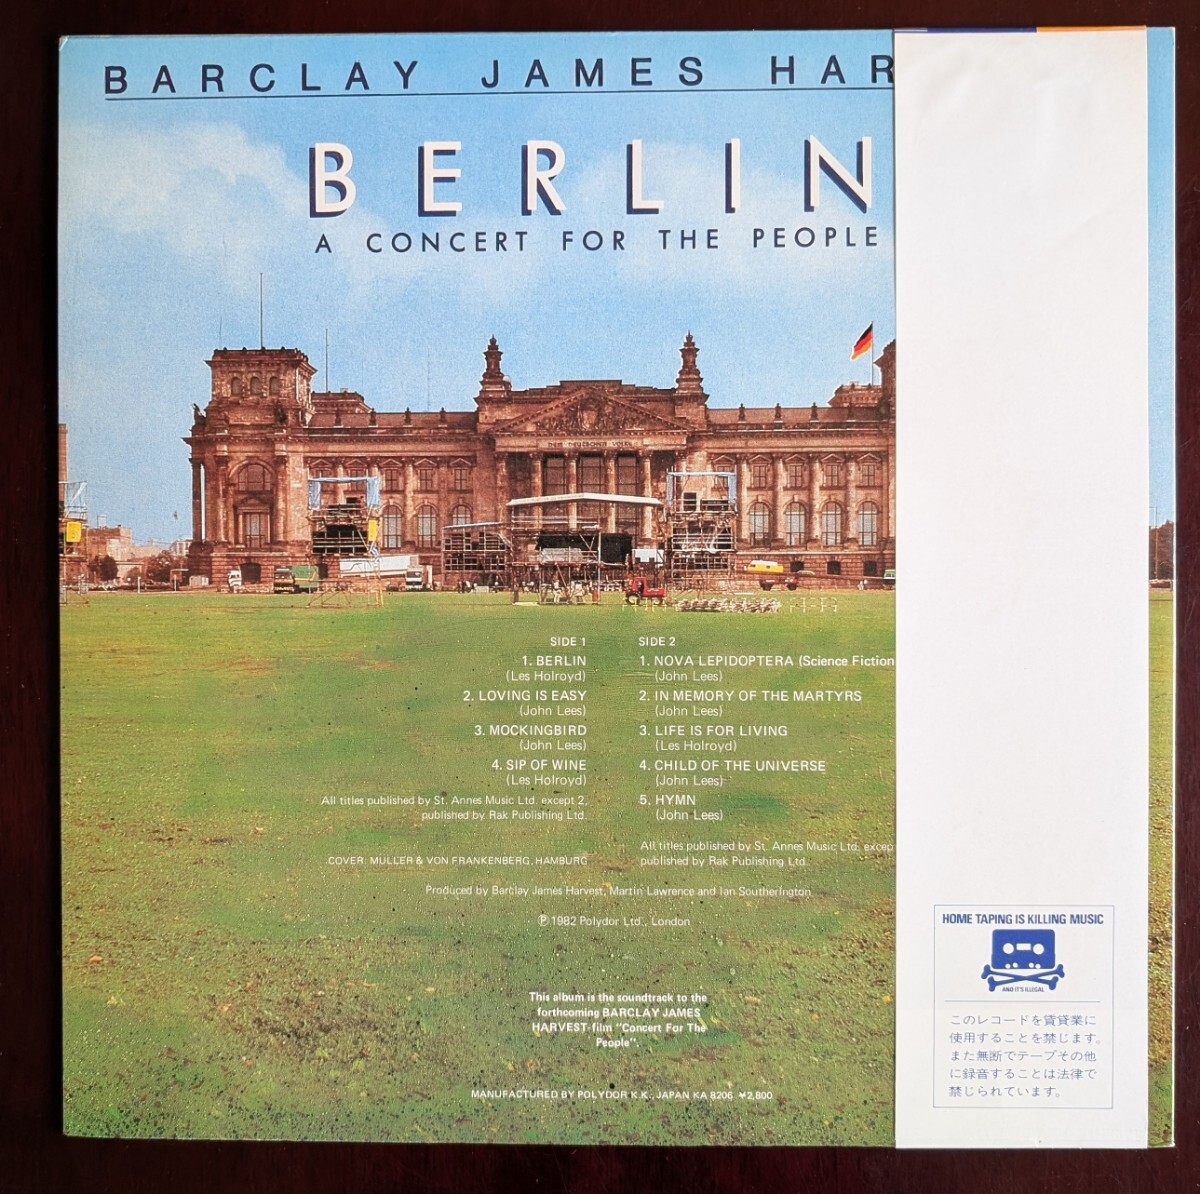 BARCLAY JAMES HAR
BERLIN
A CONCERT FOR THE PEOPLE
DEM DEUTSCHEN VOLKE
SIDE 1
1. BERLIN
(Les Holroyd)
2. LOVING IS EASY
(John Lees)
3. MOCKINGBIRD
(John Lees)
4. SIP OF WINE
(Les Holroyd)
All titles published by St. Annes Music Ltd. except 2,
published by Rak Publishing Ltd.
SIDE 2
1. NOVA LEPIDOPTERA (Science Fiction
(John Lees)
2. IN MEMORY OF THE MARTYRS
(John Lees)
3. LIFE IS FOR LIVING
(Les Holroyd)
4. CHILD OF THE UNIVERSE
(John Lees)
5. HYMN
(John Lees)
All titles published by St. Annes Music Ltd. excep
published by Rak Publishing Ltd.
COVER: MULLER & VON FRANKENBERG, HAMBURG
Produced by Barclay James Harvest, Martin Lawrence and Ian Southerington
℗ 1982 Polydor Ltd., London
This album is the soundtrack to the
forthcoming BARCLAY JAMES
HARVEST film "Concert For The
People".
MANUFACTURED BY POLYDOR K.K., JAPAN KA 8206 ¥2,800
HOME TAPING IS KILLING MUSIC
AND IT'S ILLEGAL
このレコードを賃貸業に
使用することを禁じます。
また無断でテープその他
に録音することは法律で
禁じられています。